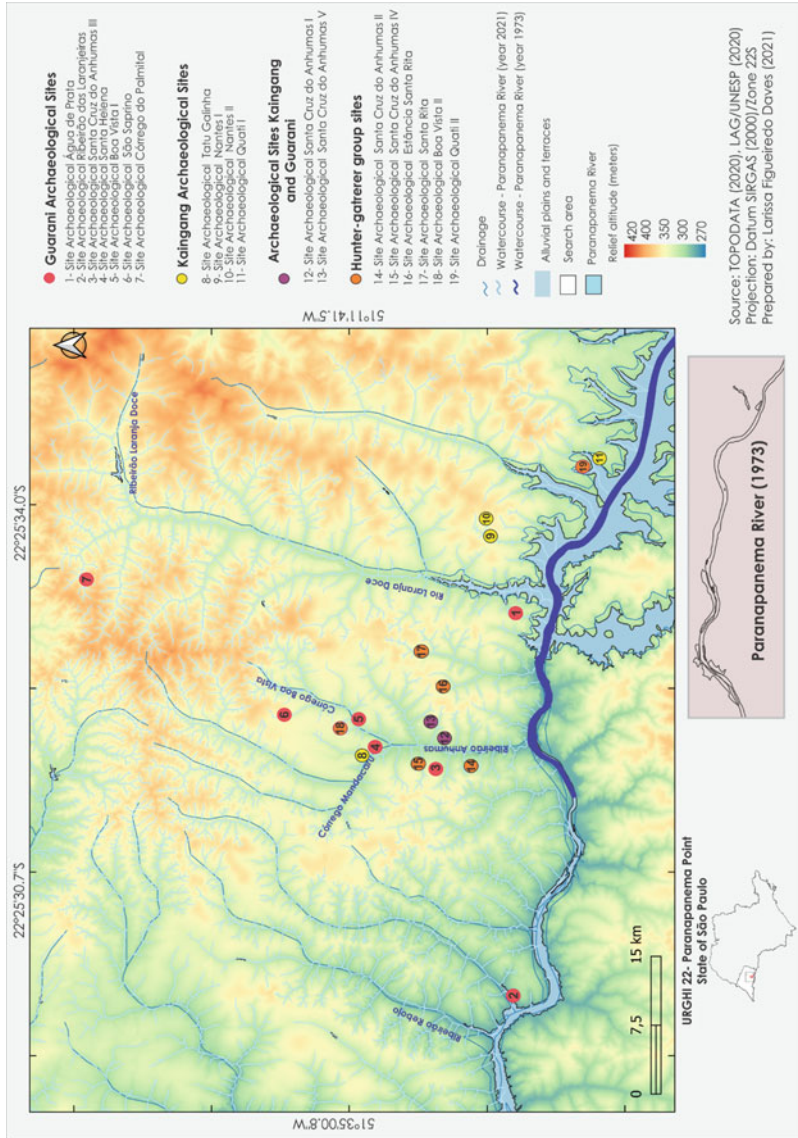 22°25'30.7"S
22°25'34.0"S
51°35'00.8"W
51°11'41.5"W
Ribeirão Laranja Doce
Rio Laranja Doce
Córrego Boa Vista
Córrego Mandacaru
Ribeirão Anhumas
Ribeirão Rebojo
1
2
3
4
5
6
7
8
9
10
11
12
13
14
15
16
17
18
19
0
7,5
15 km
Guarani Archaeological Sites
1- Site Archaeological Água de Prata
2- Site Archaeological Ribeirão das Laranjeiras
3- Site Archaeological Santa Cruz do Anhumas III
4- Site Archaeological Santa Helena
5- Site Archaeological Boa Vista I
6- Site Archaeological São Saprino
7- Site Archaeological Córrego do Palmital
Kaingang Archaeological Sites
8- Site Archaeological Tatu Galinha
9- Site Archaeological Nantes I
10- Site Archaeological Nantes II
11- Site Archaeological Quati I
Archaeological Sites Kaingang
and Guarani
12- Site Archaeological Santa Cruz do Anhumas I
13- Site Archaeological Santa Cruz do Anhumas V
Hunter-gatrerer group sites
14- Site Archaeological Santa Cruz do Anhumas II
15- Site Archaeological Santa Cruz do Anhumas IV
16- Site Archaeological Estância Santa Rita
17- Site Archaeological Santa Rita
18- Site Archaeological Boa Vista II
19- Site Archaeological Quati II
Drainage
Watercourse - Paranapanema River (year 2021)
Watercourse - Paranapanema River (year 1973)
Alluvial plains and terraces
Search area
Paranapanema River
Relief altitude (meters)
420
400
350
300
270
URGHI 22- Paranapanema Point
State of São Paulo
Paranapanema River (1973)
Source: TOPODATA (2020), LAG/UNESP (2020)
Projection: Datum SIRGAS (2000)/Zone 22S
Prepared by: Larissa Figueiredo Daves (2021)